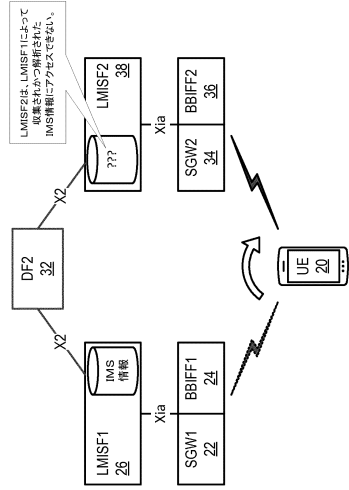 LMISF2は、LMISF1によって
収集されかつ解析された
IMS情報にアクセスできない。
DF2
32
X2
X2
LMISF1
26
IMS
情報
LMISF2
38
???
Xia
Xia
SGW1
22
BBIFF1
24
SGW2
34
BBIFF2
36
UE
20